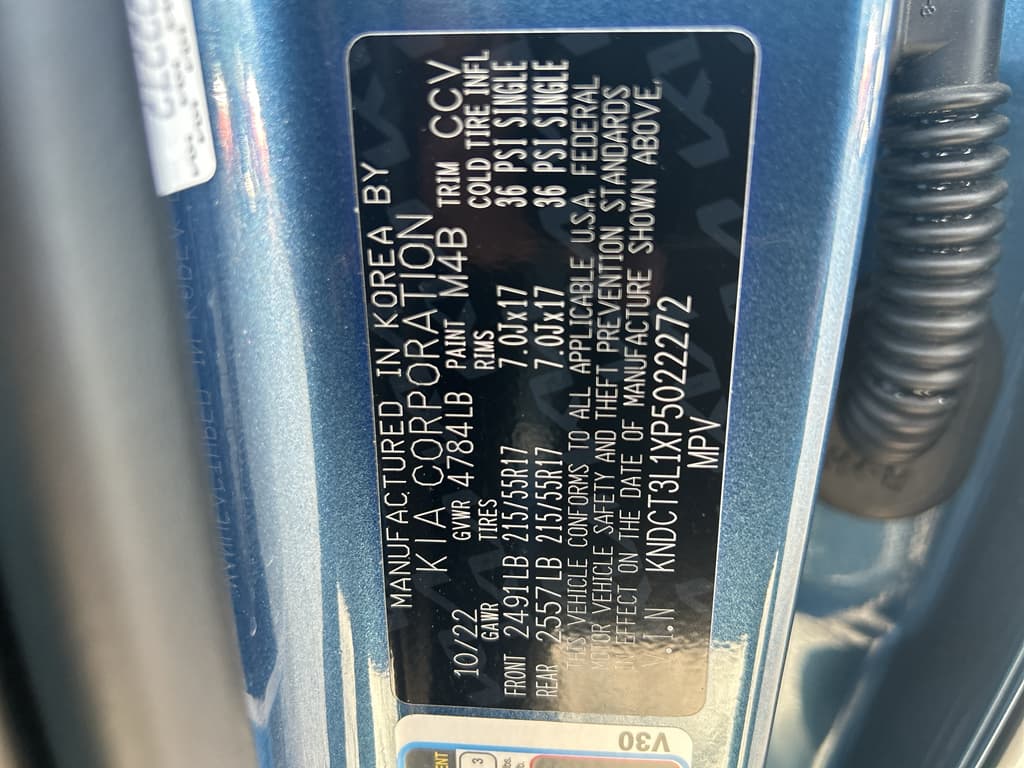 MANUFACTURED IN KOREA BY
KIA CORPORATION
10/22 GVWR 4784LB PAINT M4B TRIM CCV
GAWR TIRES RIMS COLD TIRE INFL
FRONT 2491LB 215/55R17 7.0Jx17 36 PSI SINGLE
REAR 2557LB 215/55R17 7.0Jx17 36 PSI SINGLE
THIS VEHICLE CONFORMS TO ALL APPLICABLE U.S.A. FEDERAL
MOTOR VEHICLE SAFETY AND THEFT PREVENTION STANDARDS
IN EFFECT ON THE DATE OF MANUFACTURE SHOWN ABOVE.
V.I.N KNDCT3L1XP5022272
MPV
V30
3